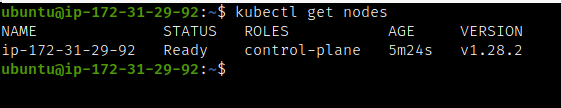 ubuntu@ip-172-31-29-92:~$ kubectl get nodes
NAME STATUS ROLES AGE VERSION
ip-172-31-29-92 Ready control-plane 5m24s v1.28.2
ubuntu@ip-172-31-29-92:~$